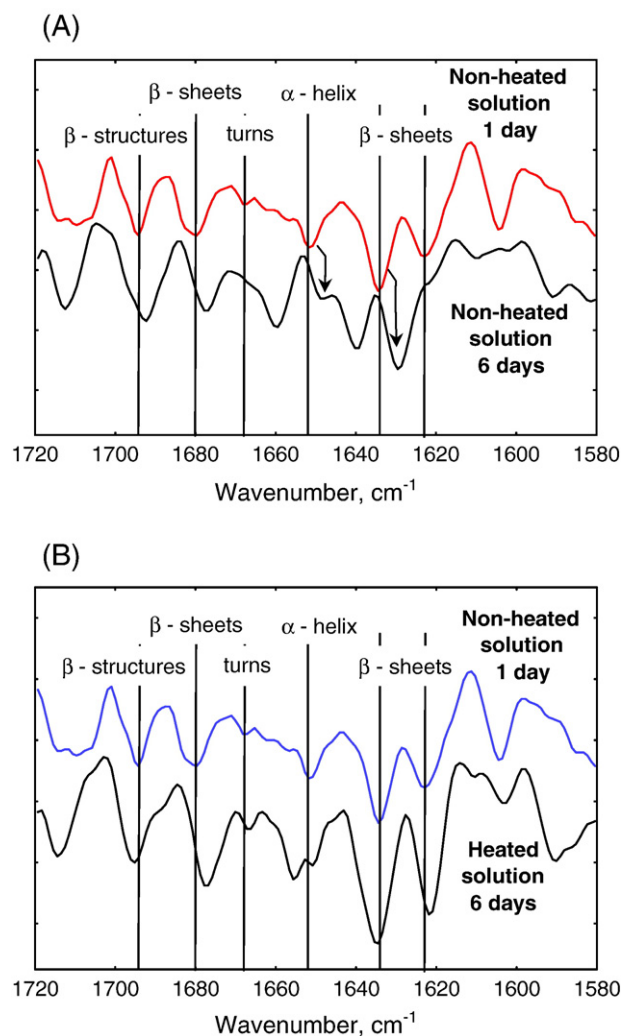 (A)
β - sheets
α - helix
Non-heated
solution
1 day
β - structures
turns
β - sheets
Non-heated
solution
6 days
1720 1700 1680 1660 1640 1620 1600 1580
Wavenumber, cm⁻¹
(B)
β - sheets
α - helix
Non-heated
solution
1 day
β - structures
turns
β - sheets
Heated
solution
6 days
1720 1700 1680 1660 1640 1620 1600 1580
Wavenumber, cm⁻¹